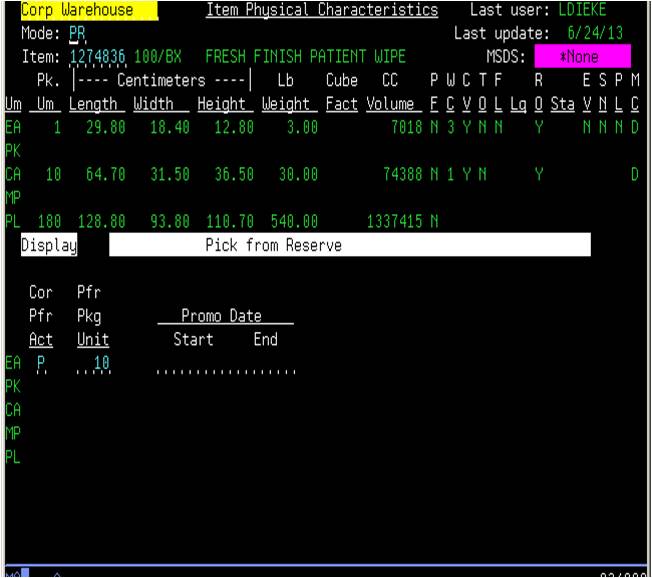 Corp Warehouse Item Physical Characteristics Last user: LDIEKE
Mode: PR Last update: 6/24/13
Item: 1274836 100/BX FRESH FINISH PATIENT WIPE MSDS: *None
Pk. |---- Centimeters ----| Lb Cube CC P W C T F R E S P M
Um Um Length Width Height Weight Fact Volume F C V O L Lq O Sta V N L C
EA 1 29.80 18.40 12.80 3.00 7018 N 3 Y N N Y N N N D
PK
CA 10 64.70 31.50 36.50 30.00 74388 N 1 Y N Y D
MP
PL 180 128.80 93.80 110.70 540.00 1337415 N
Display Pick from Reserve
Cor Pfr
Pfr Pkg Promo Date
Act Unit Start End
EA P 10
PK
CA
MP
PL